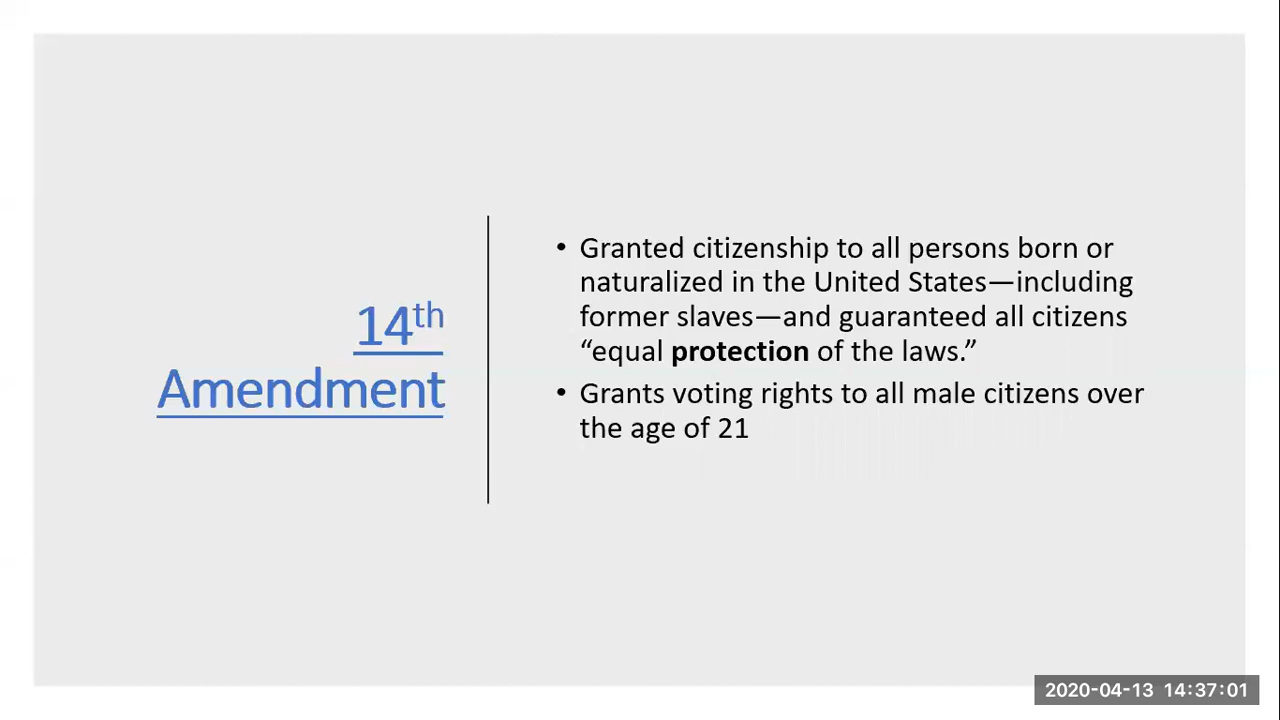 14th
Amendment
• Granted citizenship to all persons born or
naturalized in the United States—including
former slaves—and guaranteed all citizens
“equal protection of the laws.”
• Grants voting rights to all male citizens over
the age of 21
2020-04-13 14:37:01